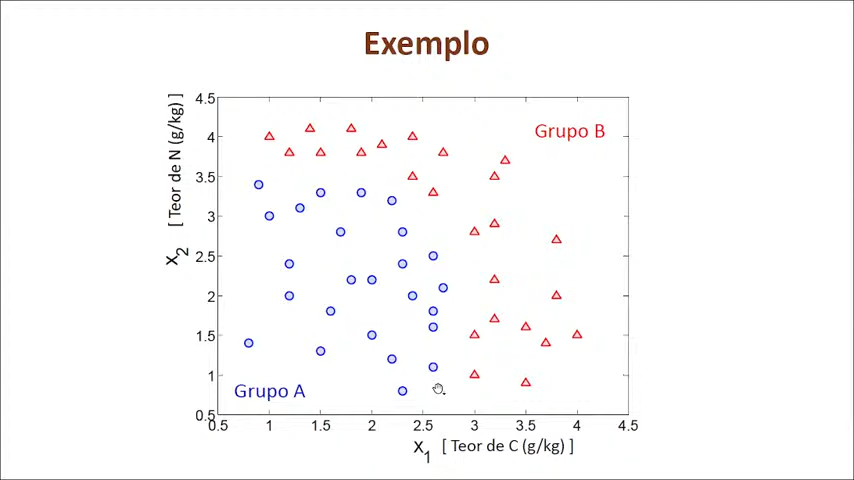 Exemplo
4.5
4
3.5
3
2.5
2
1.5
1
0.5
x2 [ Teor de N (g/kg) ]
Grupo B
Grupo A
0.5 1 1.5 2 2.5 3 3.5 4 4.5
x1 [ Teor de C (g/kg) ]